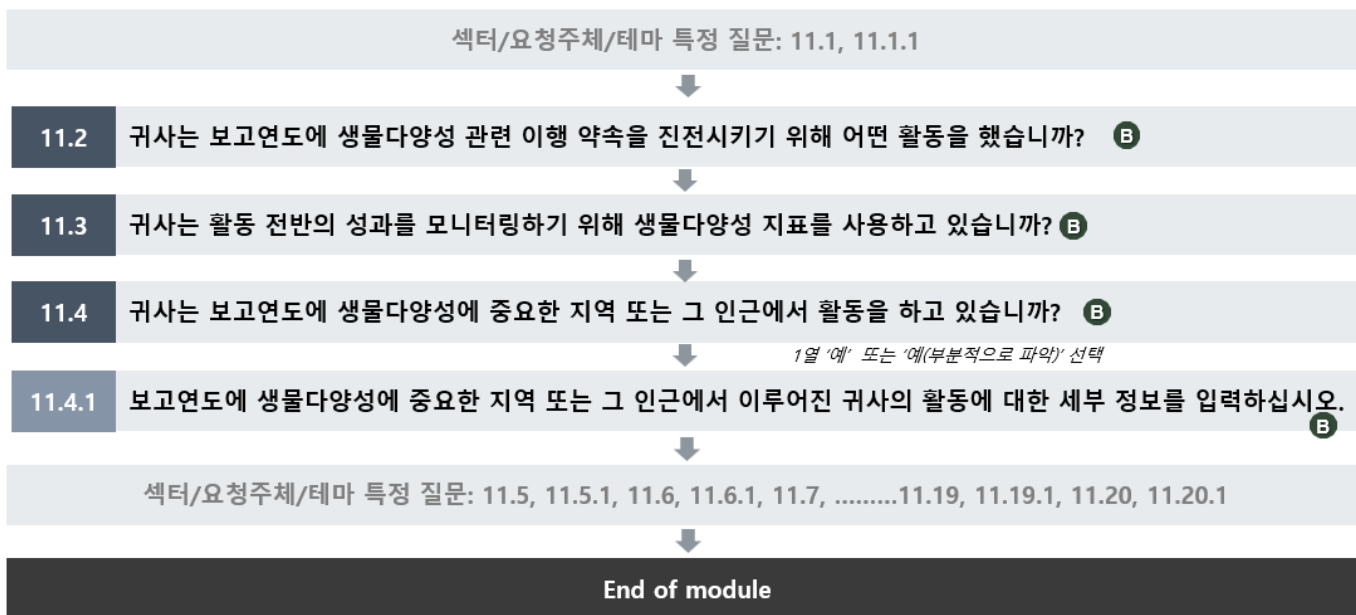 섹터/요청주체/테마 특정 질문: 11.1, 11.1.1
11.2 귀사는 보고연도에 생물다양성 관련 이행 약속을 진전시키기 위해 어떤 활동을 했습니까? B
11.3 귀사는 활동 전반의 성과를 모니터링하기 위해 생물다양성 지표를 사용하고 있습니까? B
11.4 귀사는 보고연도에 생물다양성에 중요한 지역 또는 그 인근에서 활동을 하고 있습니까? B
1열 '예' 또는 '예(부분적으로 파악)' 선택
11.4.1 보고연도에 생물다양성에 중요한 지역 또는 그 인근에서 이루어진 귀사의 활동에 대한 세부 정보를 입력하십시오.
B
섹터/요청주체/테마 특정 질문: 11.5, 11.5.1, 11.6, 11.6.1, 11.7, .........11.19, 11.19.1, 11.20, 11.20.1
End of module